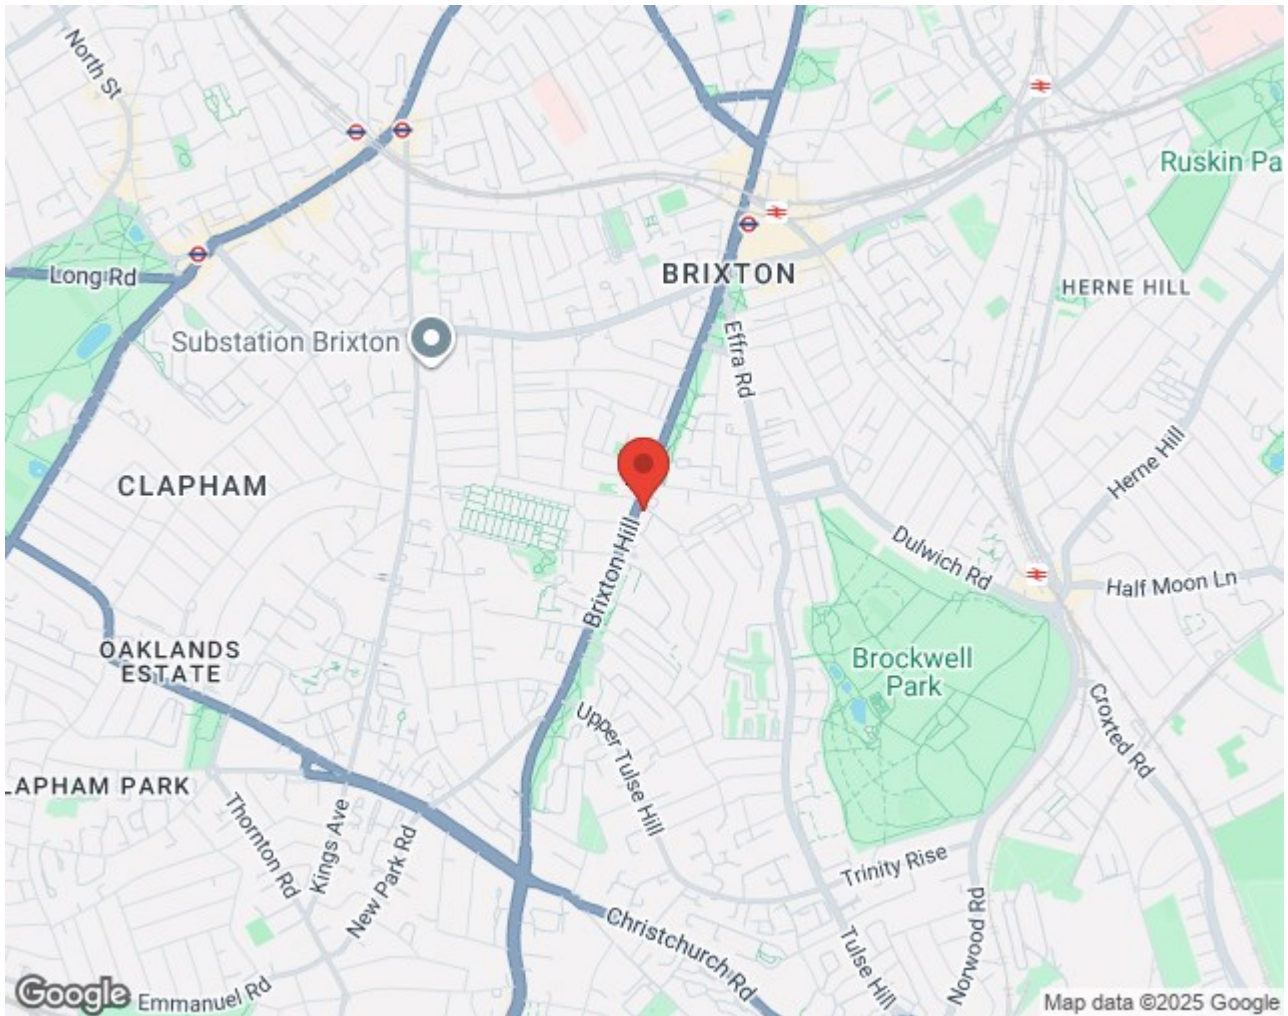 North St
Ruskin Pa
Long Rd
BRIXTON
HERNE HILL
Substation Brixton
Effra Rd
CLAPHAM
Herne Hill
Brixton Hill
Dulwich Rd
Half Moon Ln
OAKLANDS
ESTATE
Brockwell
Park
Upper Tulse Hill
Croxted Rd
LAPHAM PARK
Thornton Rd
Kings Ave
New Park Rd
Trinity Rise
Christchurch Rd
Tulse Hill
Norwood Rd
Emmanuel Rd
Google
Map data ©2025 Google